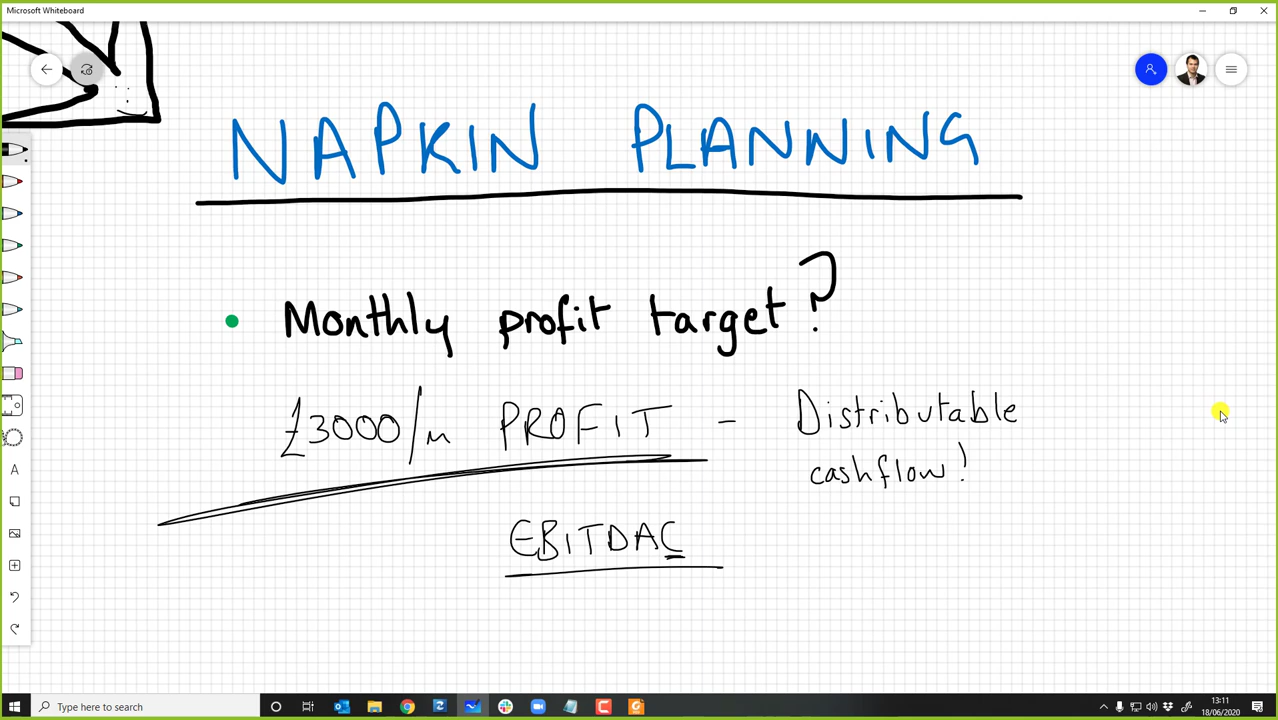 Microsoft Whiteboard
NAPKIN PLANNING
• Monthly profit target?
£3000/m PROFIT - Distributable
cashflow!
EBITDAC
A
Type here to search
13:11
18/06/2020